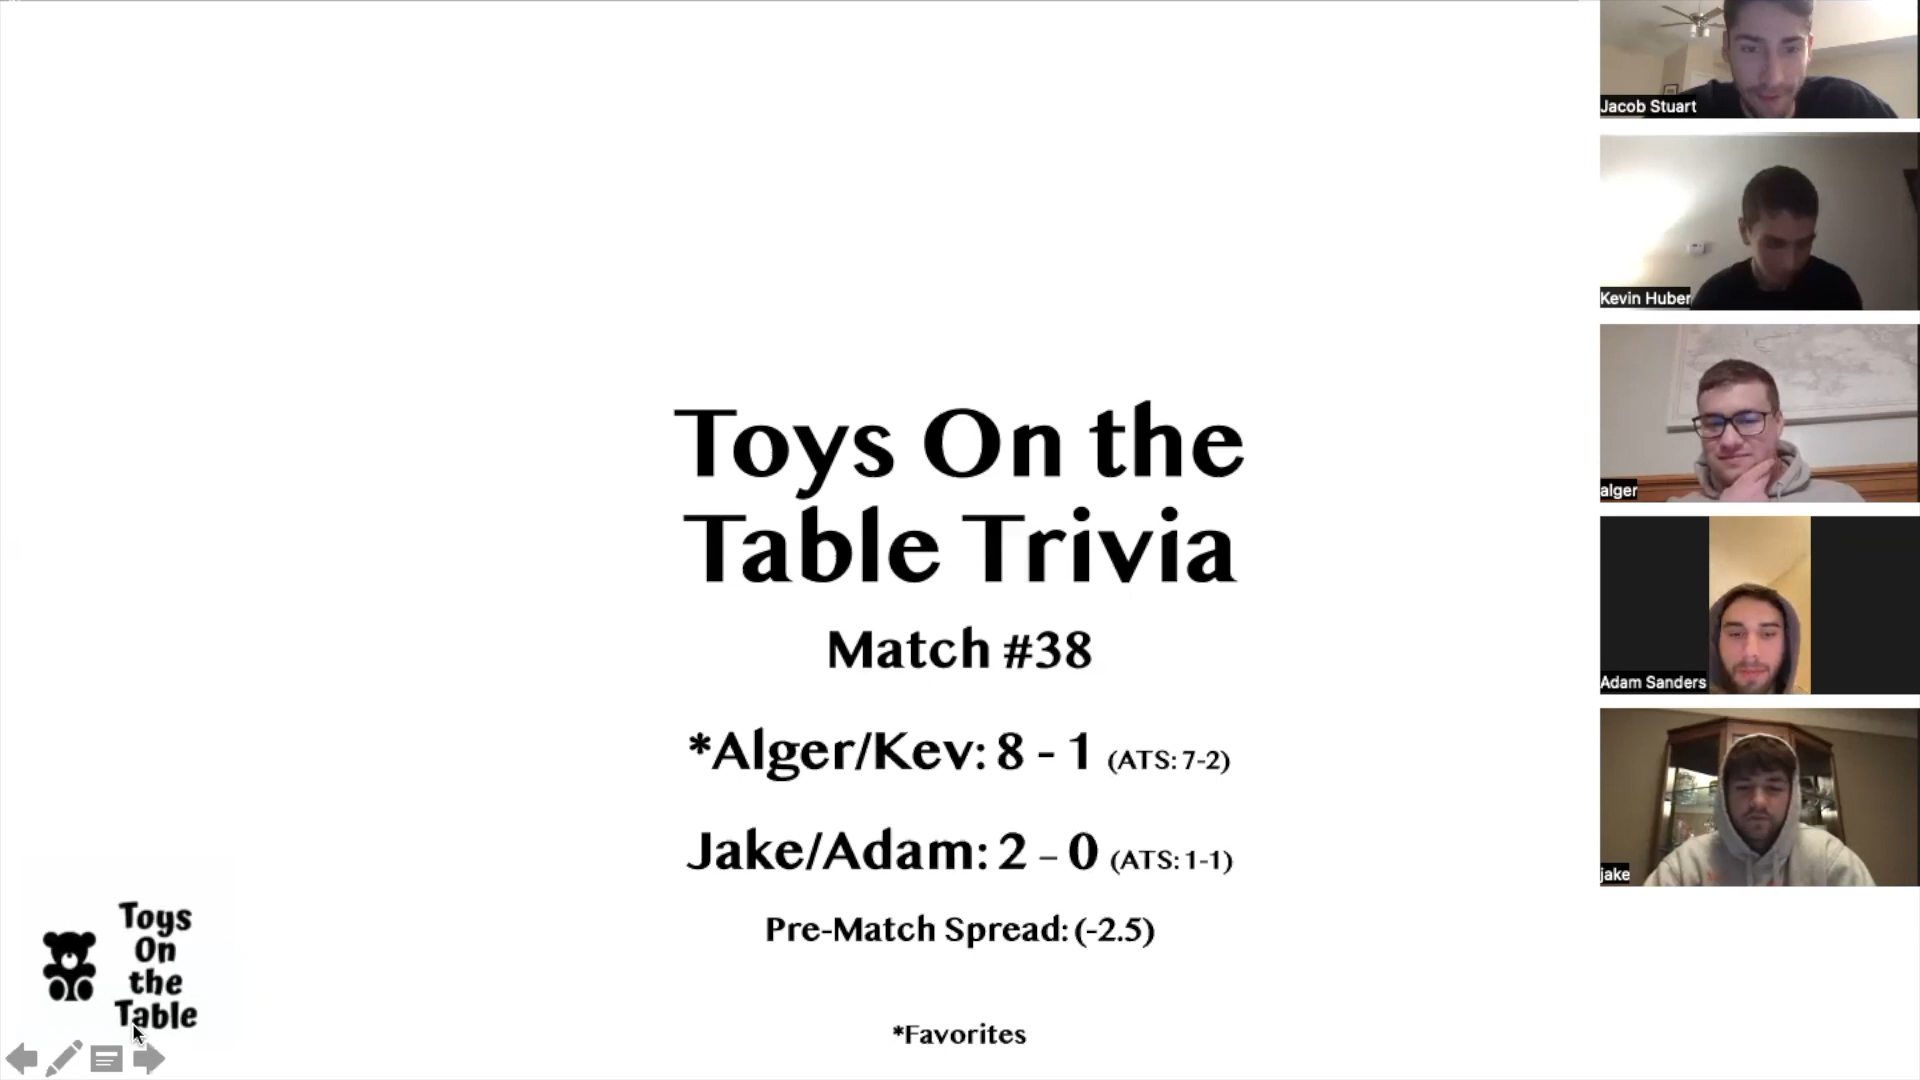 Toys On the
Table Trivia
Match #38
*Alger/Kev: 8 - 1 (ATS: 7-2)
Jake/Adam: 2 – 0 (ATS: 1-1)
Pre-Match Spread: (-2.5)
*Favorites
Toys
On
the
Table
Jacob Stuart
Kevin Huber
alger
Adam Sanders
jake